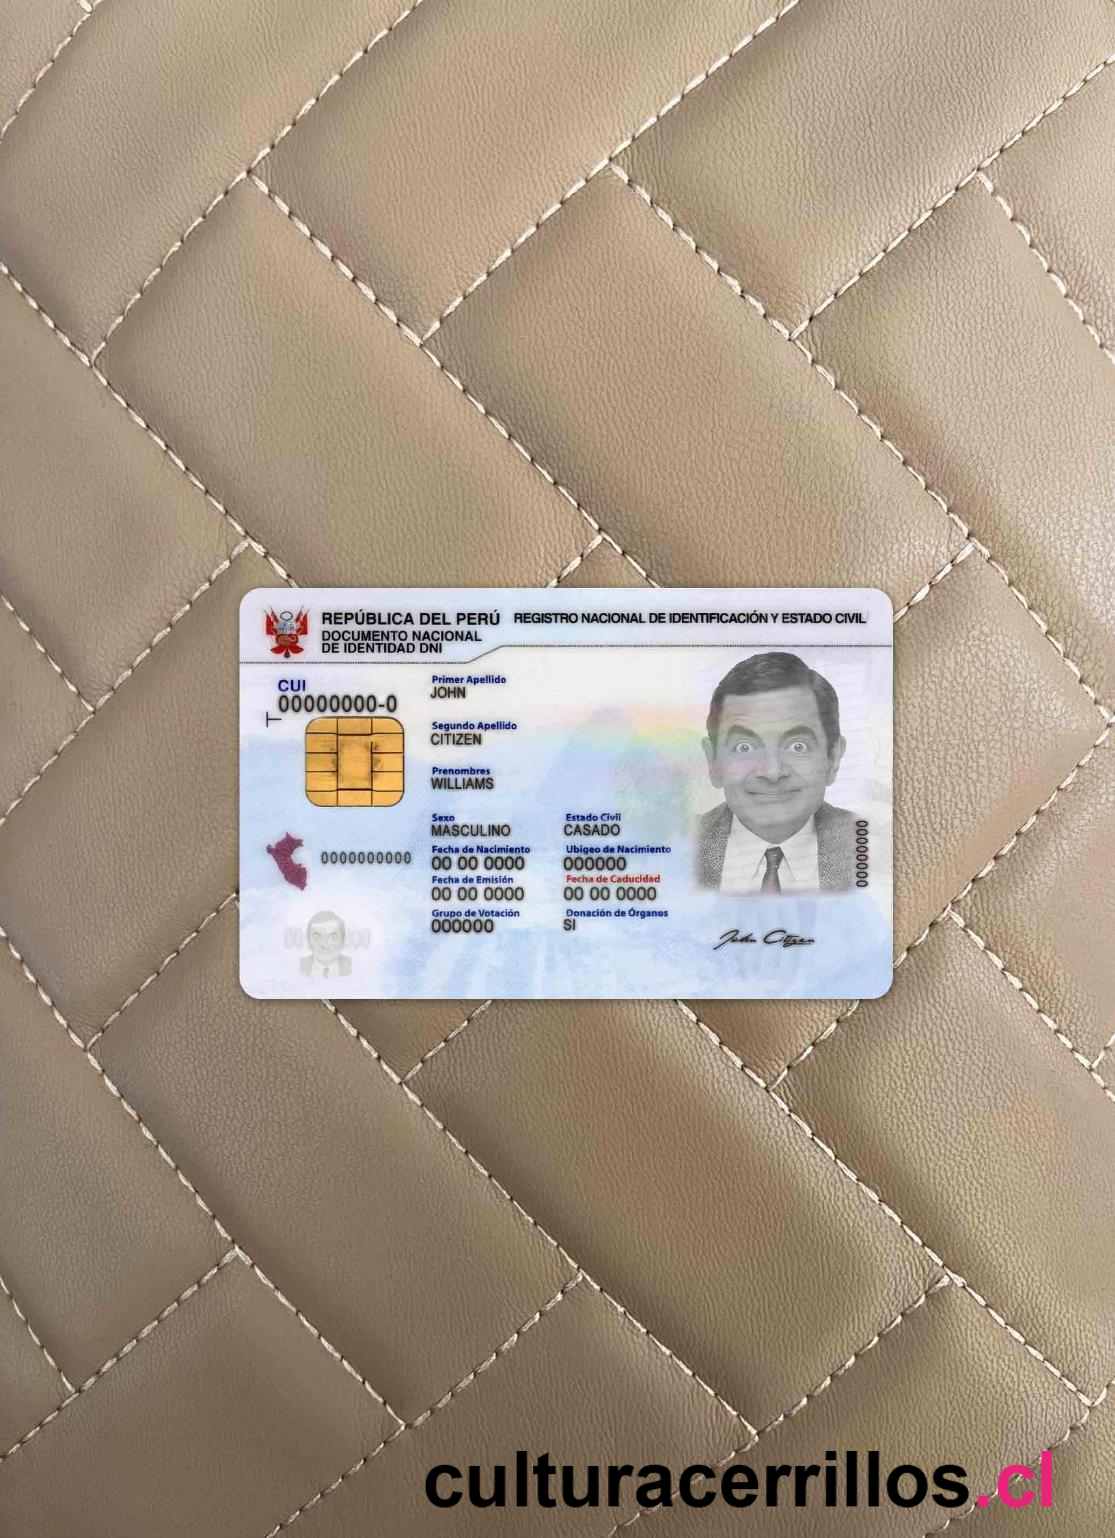 REPÚBLICA DEL PERÚ REGISTRO NACIONAL DE IDENTIFICACIÓN Y ESTADO CIVIL
DOCUMENTO NACIONAL
DE IDENTIDAD DNI
CUI
00000000-0
T
Primer Apellido
JOHN
Segundo Apellido
CITIZEN
Prenombres
WILLIAMS
Sexo Estado Civil
MASCULINO CASADO
Fecha de Nacimiento Ubigeo de Nacimiento
00 00 0000 000000
Fecha de Emisión Fecha de Caducidad
00 00 0000 00 00 0000
Grupo de Votación Donación de Órganos
000000 SI
0000000000
00000000
John Citizen
culturacerrillos.cl